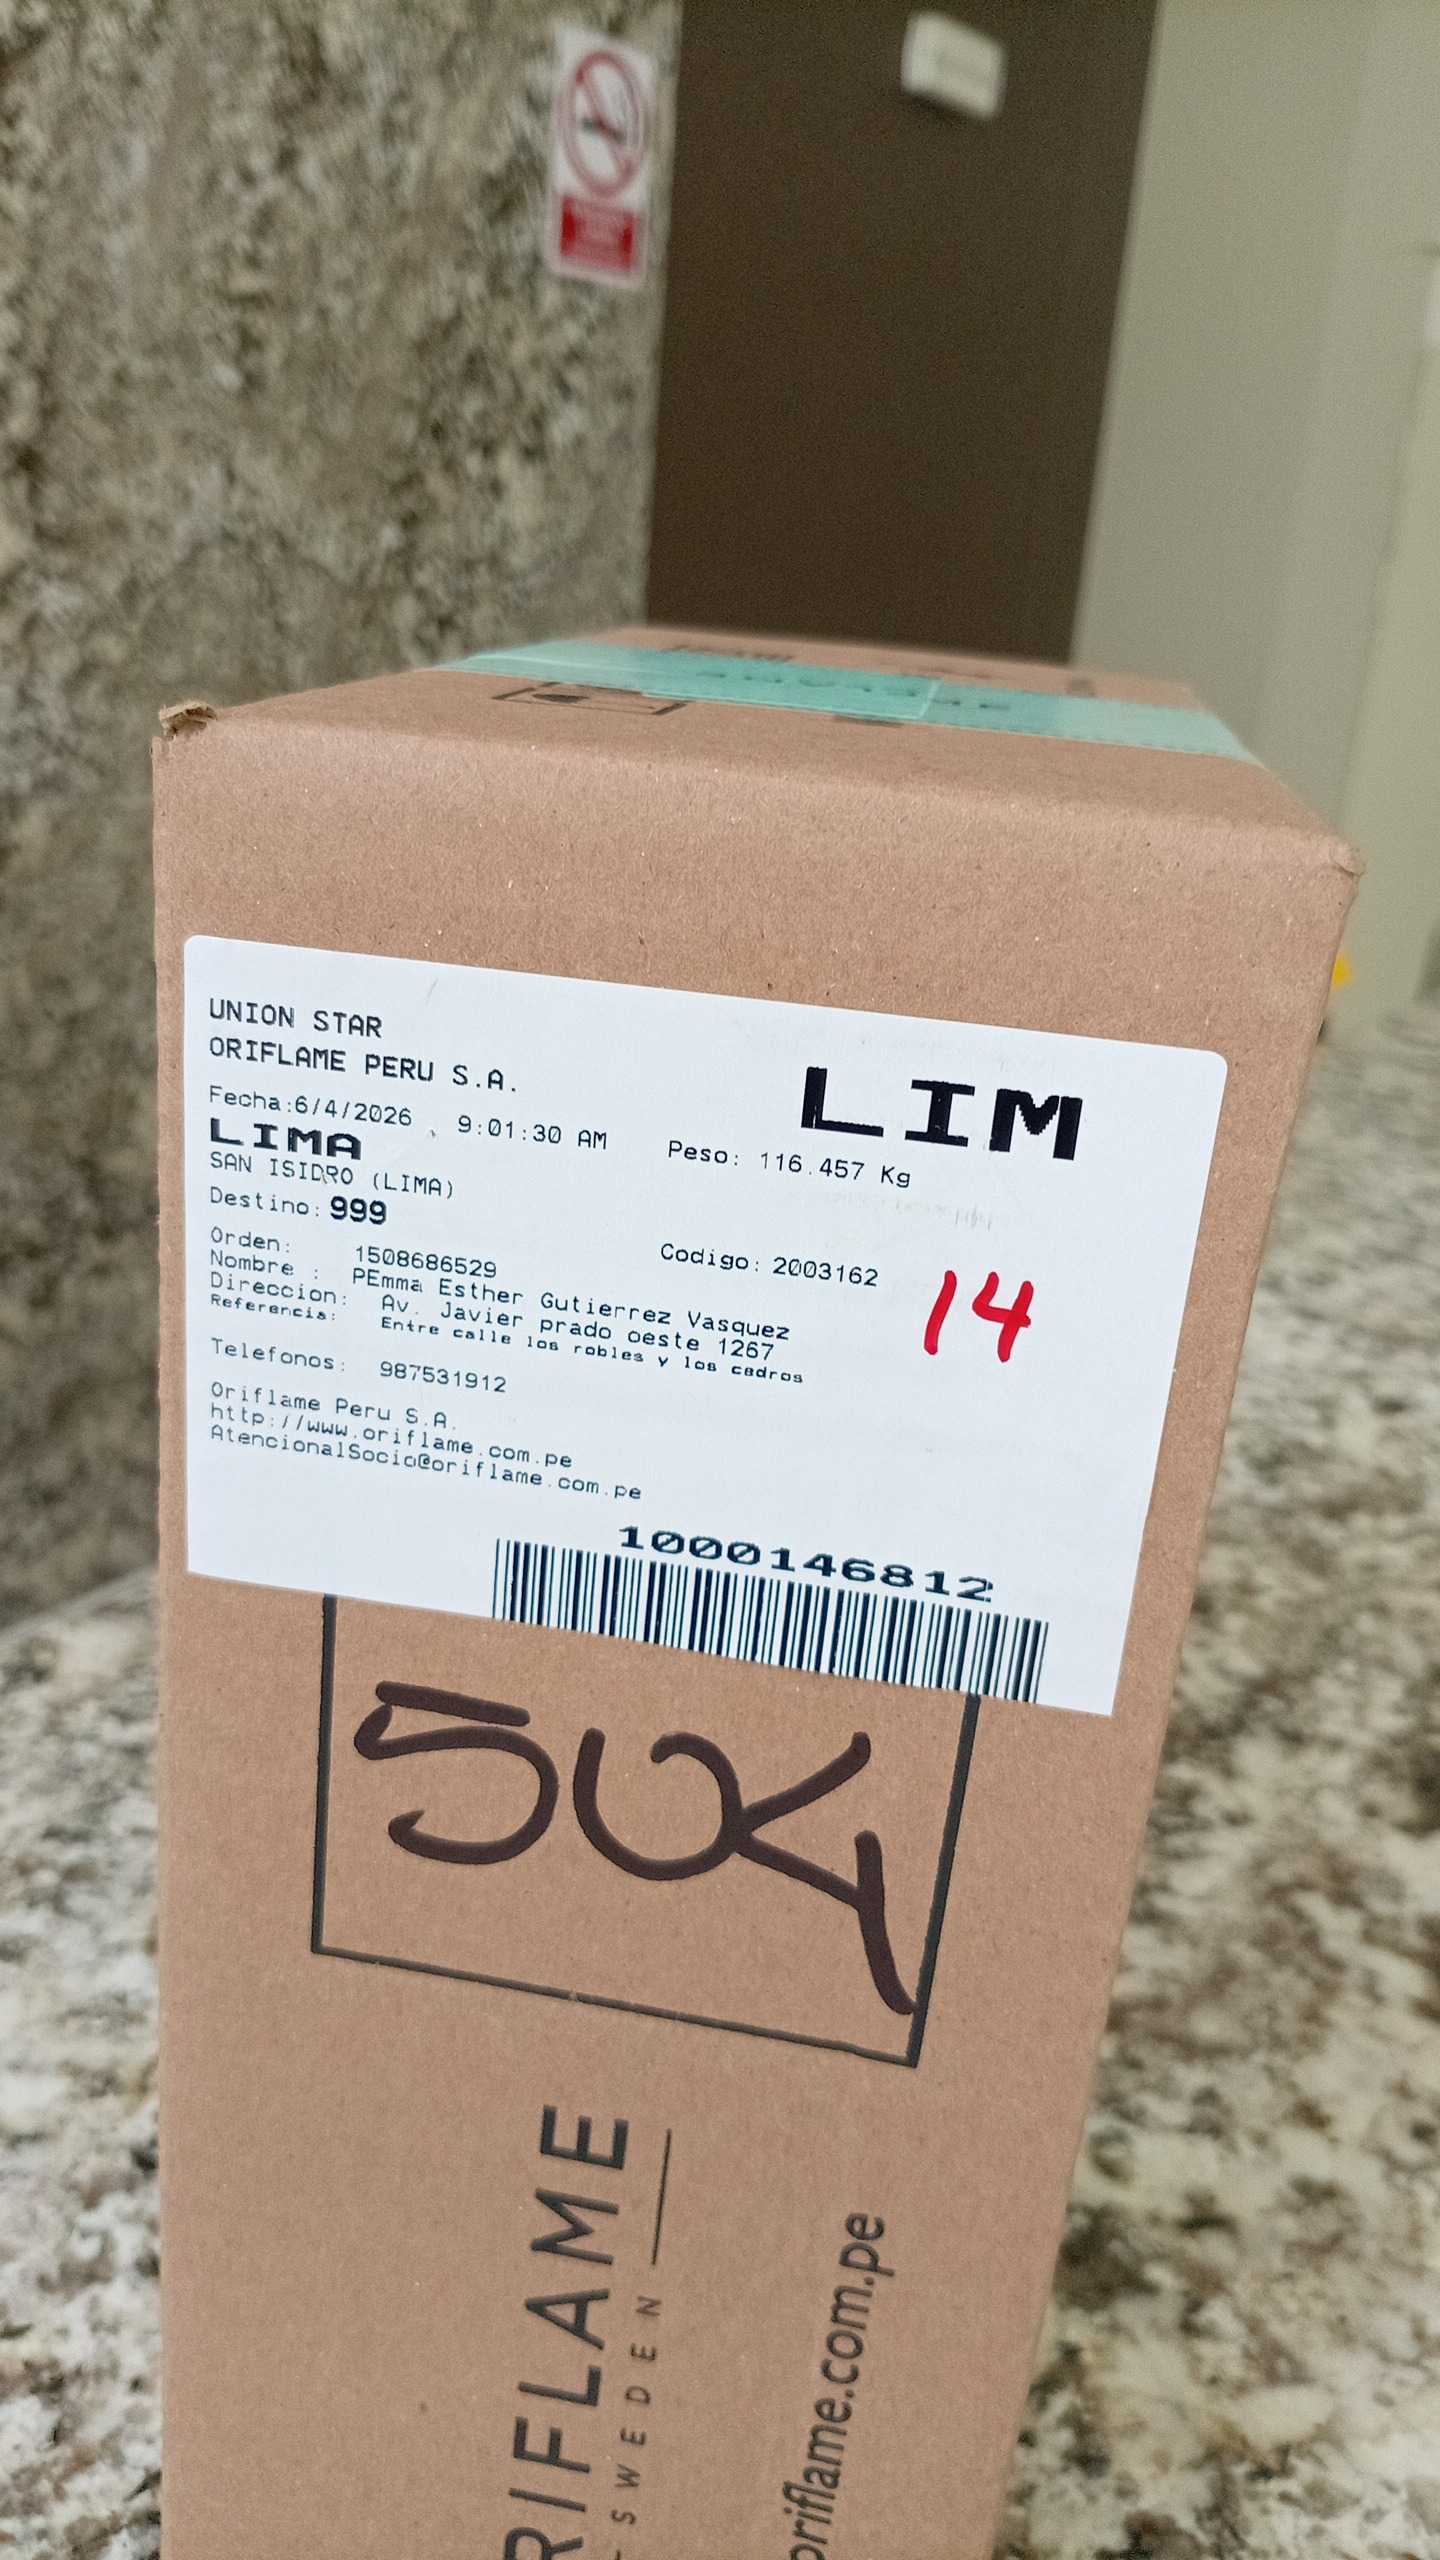 UNION STAR
ORIFLAME PERU S.A.
LIM
Fecha:6/4/2026 9:01:30 AM Peso: 116.457 Kg
LIMA
SAN ISIDRO (LIMA)
Destino: 999
Orden: 1508686529 Codigo: 2003162
Nombre : PEmma Esther Gutierrez Vasquez
Direccion: Av. Javier prado oeste 1267
Referencia: Entre calle los robles y los cedros
14
Telefonos: 987531912
Oriflame Peru S.A.
http://www.oriflame.com.pe
AtencionalSocio@oriflame.com.pe
1000146812
RIFLAME
SWEDEN
oriflame.com.pe